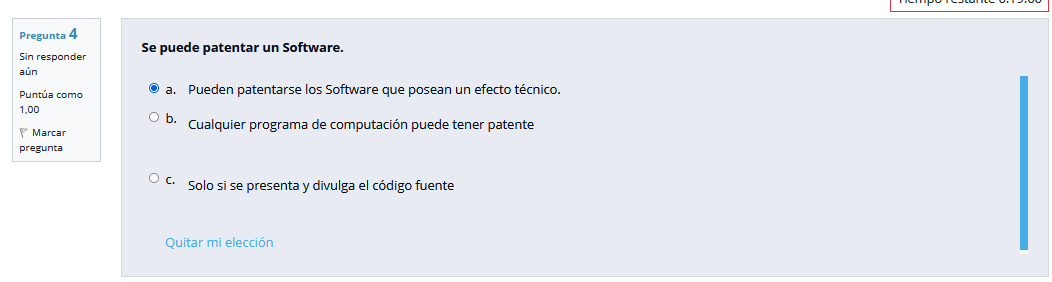 Tiempo restante 0:19:00
Pregunta 4
Sin responder
aún
Puntúa como
1,00
Marcar
pregunta
Se puede patentar un Software.
a. Pueden patentarse los Software que posean un efecto técnico.
b. Cualquier programa de computación puede tener patente
c. Solo si se presenta y divulga el código fuente
Quitar mi elección